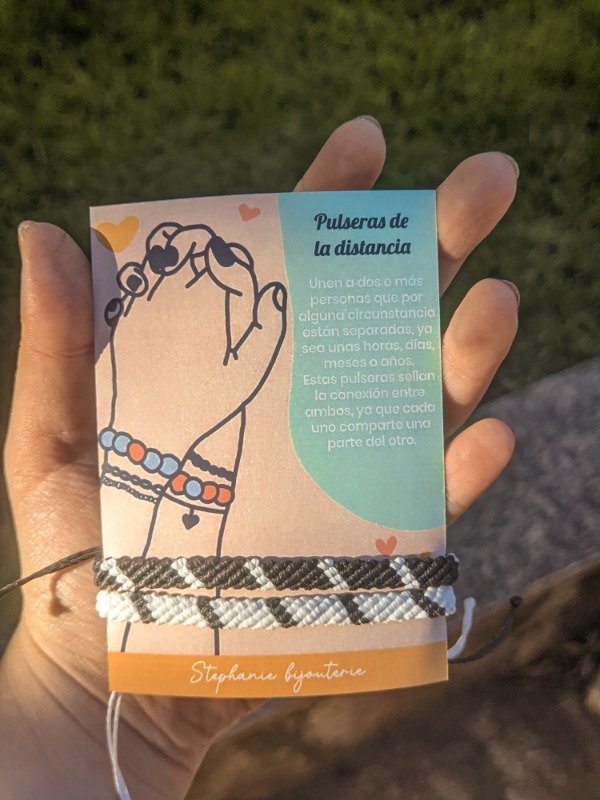 Pulseras de
la distancia
Unen a dos o más
personas que por
alguna circunstancia
están separadas, ya
sea unas horas, días,
meses o años.
Estas pulseras sellan
la conexión entre
ambos, ya que cada
uno comparte una
parte del otro.
Stephanie bijouterie